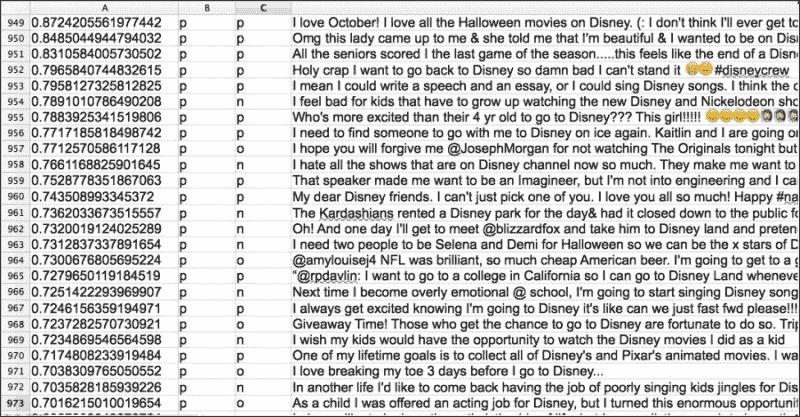 A B C
949 0.8724205561977442 p p I love October! I love all the Halloween movies on Disney. (: I don't think I'll ever get to
950 0.8485044944794032 p p Omg this lady came up to me & she told me that I'm beautiful & I wanted to be on Dis
951 0.8310584005730502 p p All the seniors scored I the last game of the season.....this feels like the end of a Disn
952 0.7965840744832615 p p Holy crap I want to go back to Disney so damn bad I can't stand it 😊😊 #disneycrew
953 0.7958127325812825 p p I mean I could write a speech and an essay, or I could sing Disney songs. I think the c
954 0.7891010786490208 p n I feel bad for kids that have to grow up watching the new Disney and Nickelodeon sho
955 0.7883925341519806 p p Who's more excited than their 4 yr old to go to Disney??? This girl!!!!!
956 0.7717185818498742 p p I need to find someone to go with me to Disney on ice again. Kaitlin and I are going or
957 0.7712570586117128 p o I hope you will forgive me @JosephMorgan for not watching The Originals tonight but
958 0.7661168825901645 p n I hate all the shows that are on Disney channel now so much. They make me want to
959 0.7528778351867063 p p That speaker made me want to be an Imagineer, but I'm not into engineering and I ca
960 0.743508993345372 p p My dear Disney friends. I can't just pick one of you. I love you all so much! Happy #na
961 0.7362033673515557 p n The Kardashians rented a Disney park for the day& had it closed down to the public fo
962 0.7320019124025289 p n Oh! And one day I'll get to meet @blizzardfox and take him to Disney land and preten
963 0.7312837337891654 p n I need two people to be Selena and Demi for Halloween so we can be the x stars of D
964 0.7300676805695224 p o @amylouisej4 NFL was brilliant, so much cheap American beer. I'm going to get to a g
965 0.7279650119184519 p p "@rpdavlin: I want to go to a college in California so I can go to Disney Land wheneve
966 0.7251422293969907 p n Next time I become overly emotional @ school, I'm going to start singing Disney song
967 0.7246156359194971 p p I always get excited knowing I'm going to Disney it's like can we just fast fwd please!!!
968 0.7237282570730921 p o Giveaway Time! Those who get the chance to go to Disney are fortunate to do so. Trip
969 0.7234869546564598 p n I wish my kids would have the opportunity to watch the Disney movies I did as a kid
970 0.7174808233919484 p p One of my lifetime goals is to collect all of Disney's and Pixar's animated movies. I wa
971 0.7038309765050552 p o I love breaking my toe 3 days before I go to Disney...
972 0.7035828185939226 p n In another life I'd like to come back having the job of poorly singing kids jingles for Dis
973 0.7016215010019654 p o As a child I was offered an acting job for Disney, but I turned this enormous opportunit